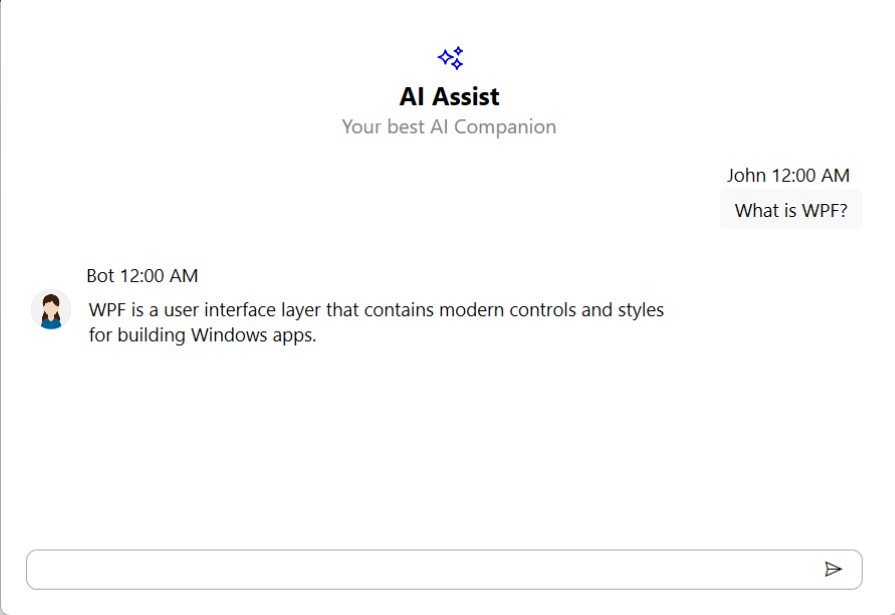 AI Assist
Your best AI Companion
John 12:00 AM
What is WPF?
Bot 12:00 AM
WPF is a user interface layer that contains modern controls and styles
for building Windows apps.